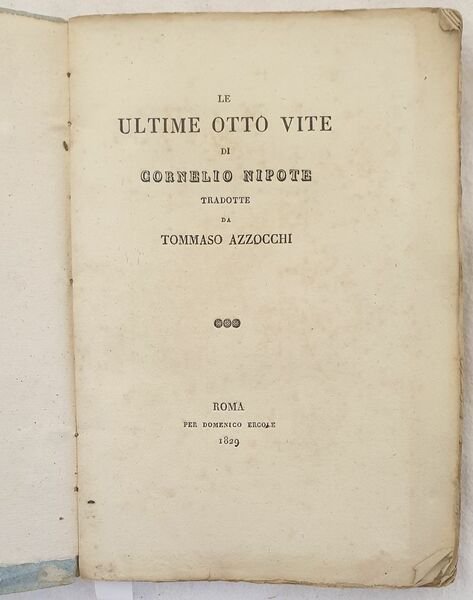 LE
ULTIME OTTO VITE
DI
CORNELIO NIPOTE
TRADOTTE
DA
TOMMASO AZZOCCHI
ROMA
PER DOMENICO ERCOLE
1829